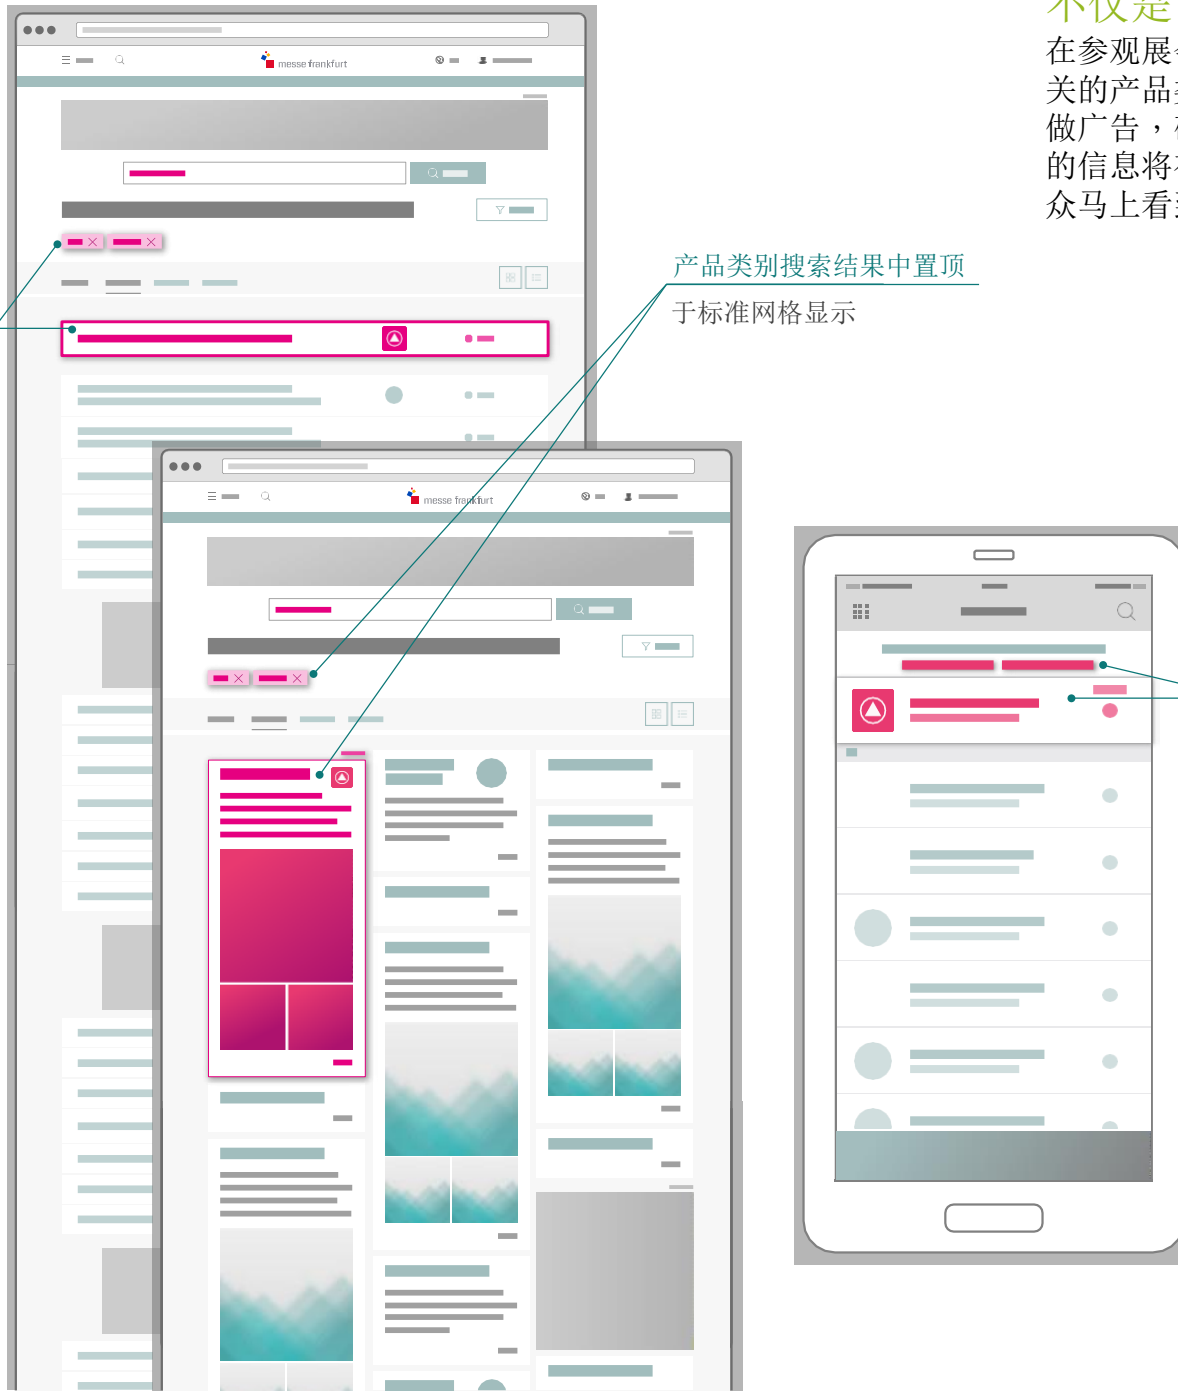 不仅是
在参观展
关的产品
做广告，
的信息将
众马上看
messe frankfurt
产品类别搜索结果中置顶
于标准网格显示
messe frankfurt